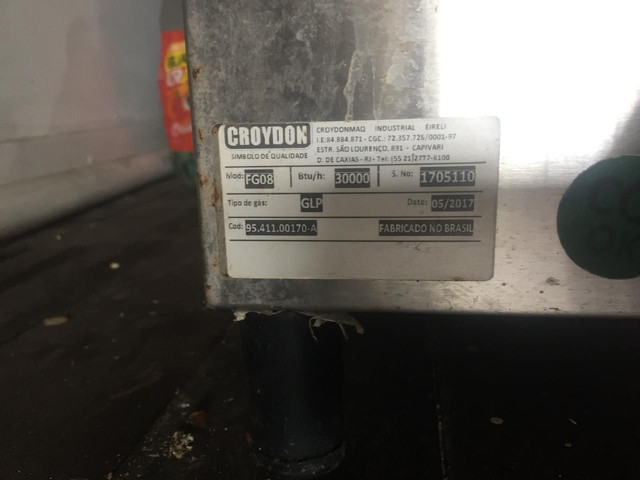 CROYDON
SIMBOLO DE QUALIDADE
CROYDONMAQ INDUSTRIAL EIRELI
I.E:84.884.871 - CGC.: 72.357.726/0001-97
ESTR. SÃO LOURENÇO, 891 - CAPIVARI
D. DE CAXIAS - RJ - Tel: (55 21)2777-8100
Mod: FG08 Btu/h: 30000 S. No: 1705110
Tipo de gás: GLP Data: 05/2017
Cod: 95.411.00170-A FABRICADO NO BRASIL